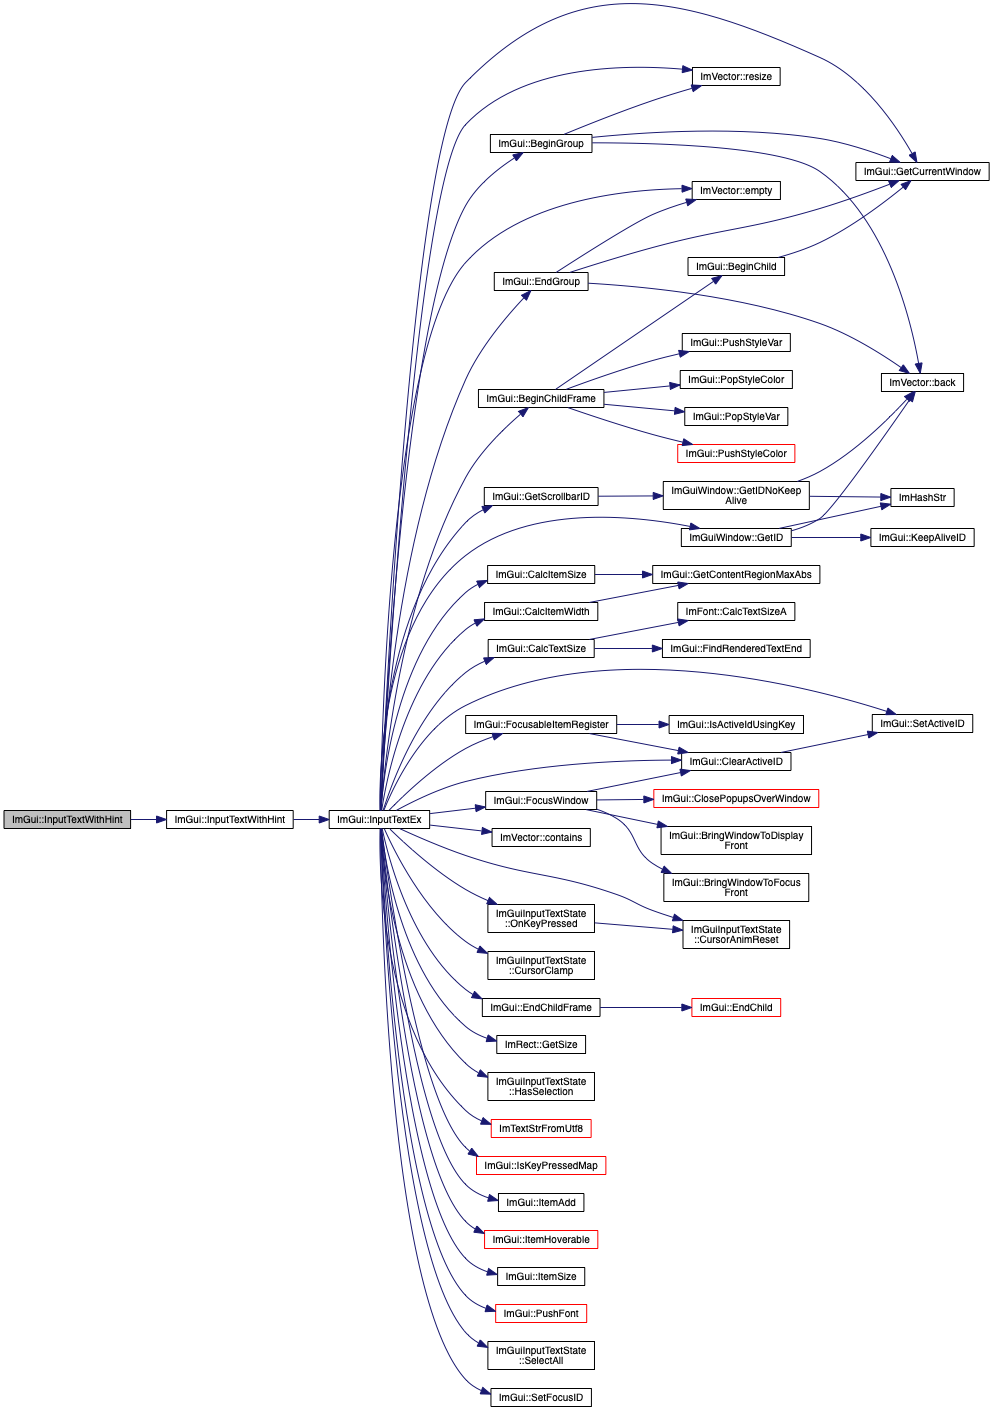 ImVector::resize
ImGui::BeginGroup
ImGui::GetCurrentWindow
ImVector::empty
ImGui::BeginChild
ImGui::EndGroup
ImGui::PushStyleVar
ImGui::PopStyleColor
ImVector::back
ImGui::BeginChildFrame
ImGui::PopStyleVar
ImGui::PushStyleColor
ImGui::GetScrollbarID
ImGuiWindow::GetIDNoKeep
Alive
ImHashStr
ImGuiWindow::GetID
ImGui::KeepAliveID
ImGui::CalcItemSize
ImGui::GetContentRegionMaxAbs
ImGui::CalcItemWidth
ImFont::CalcTextSizeA
ImGui::CalcTextSize
ImGui::FindRenderedTextEnd
ImGui::FocusableItemRegister
ImGui::IsActiveIdUsingKey
ImGui::SetActiveID
ImGui::ClearActiveID
ImGui::FocusWindow
ImGui::ClosePopupsOverWindow
ImGui::InputTextWithHint
ImGui::InputTextWithHint
ImGui::InputTextEx
ImVector::contains
ImGui::BringWindowToDisplay
Front
ImGui::BringWindowToFocus
Front
ImGuiInputTextState
::OnKeyPressed
ImGuiInputTextState
::CursorAnimReset
ImGuiInputTextState
::CursorClamp
ImGui::EndChildFrame
ImGui::EndChild
ImRect::GetSize
ImGuiInputTextState
::HasSelection
ImTextStrFromUtf8
ImGui::IsKeyPressedMap
ImGui::ItemAdd
ImGui::ItemHoverable
ImGui::ItemSize
ImGui::PushFont
ImGuiInputTextState
::SelectAll
ImGui::SetFocusID